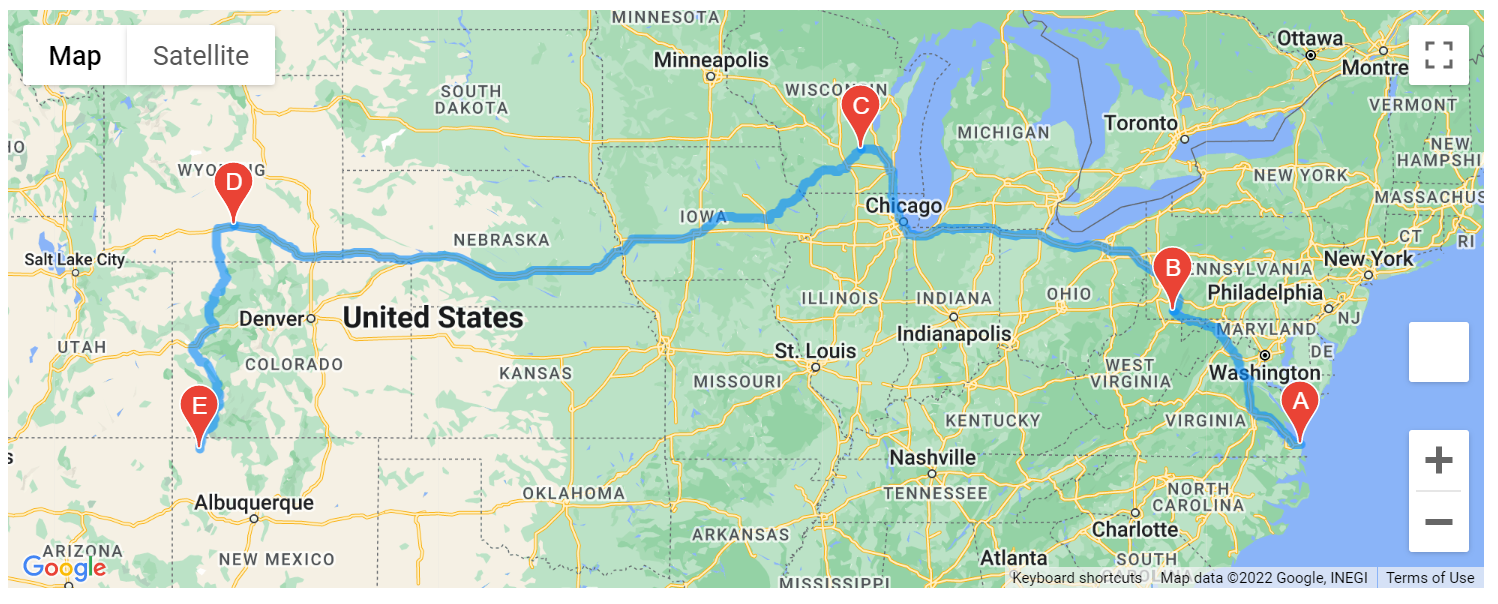 Map
Satellite
MINNESOTA
Ottawa
Minneapolis
Montre
SOUTH
DAKOTA
WISCONSIN
C
VERMONT
MICHIGAN
Toronto
HO
NEW
HAMPSHI
WYOMING
D
NEW YORK
MASSACHUS
Chicago
IOWA
CT
RI
NEBRASKA
Salt Lake City
New York
B
ENNSYLVANIA
Philadelphia
ILLINOIS
INDIANA
OHIO
Denver
United States
NJ
MARYLAND
Indianapolis
UTAH
St. Louis
DE
COLORADO
KANSAS
WEST
VIRGINIA
Washington
MISSOURI
E
A
KENTUCKY
VIRGINIA
s
Nashville
OKLAHOMA
TENNESSEE
NORTH
CAROLINA
Albuquerque
Charlotte
ARKANSAS
ARIZONA
NEW MEXICO
Atlanta
SOUTH
Google
MISSISSIPPI
Keyboard shortcuts
Map data ©2022 Google, INEGI
Terms of Use